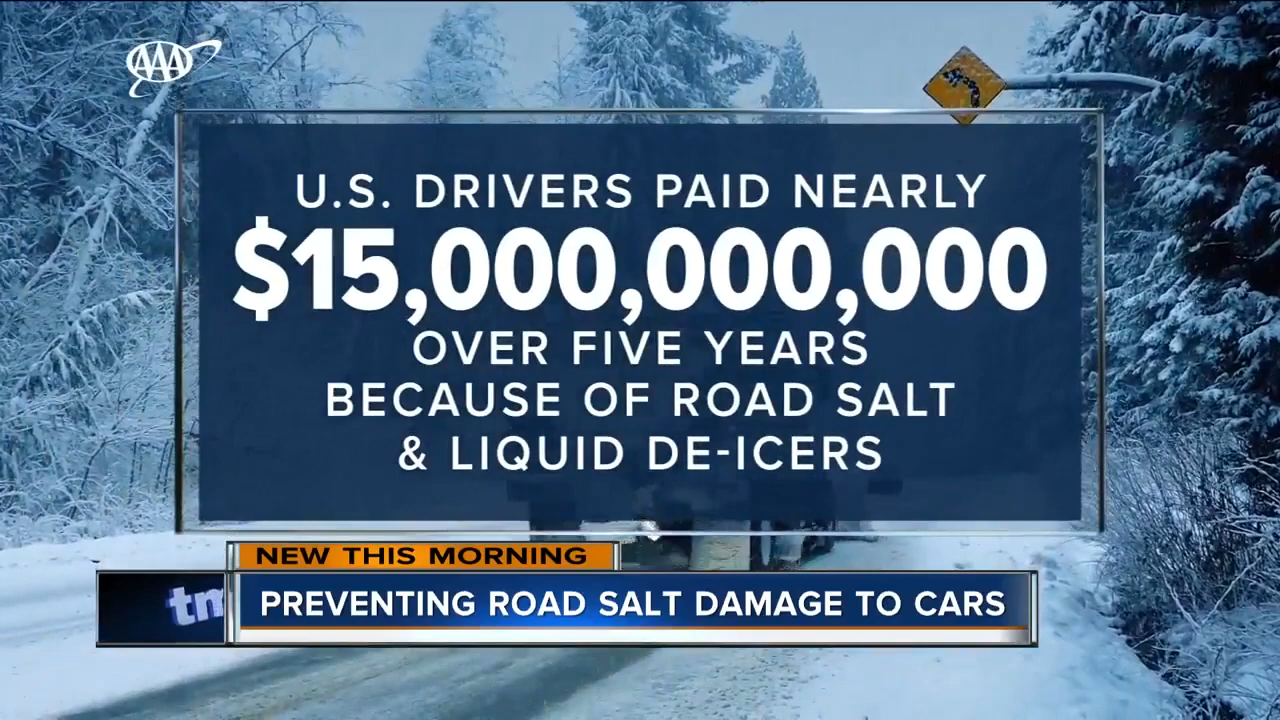 AAA
U.S. DRIVERS PAID NEARLY
$15,000,000,000
OVER FIVE YEARS
BECAUSE OF ROAD SALT
& LIQUID DE-ICERS
NEW THIS MORNING
tm
PREVENTING ROAD SALT DAMAGE TO CARS